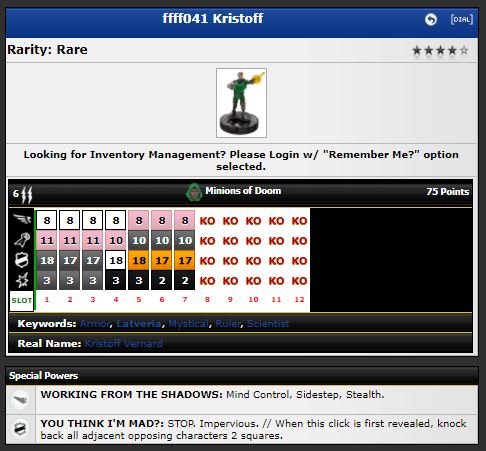 ffff041 Kristoff [DIAL]
Rarity: Rare
Looking for Inventory Management? Please Login w/ "Remember Me?" option
selected.
6 Minions of Doom 75 Points
8 8 8 8 8 8 8 KO KO KO KO KO
11 11 11 10 10 10 10 KO KO KO KO KO
18 17 17 18 18 17 17 KO KO KO KO KO
3 3 3 3 3 2 2 KO KO KO KO KO
SLOT 1 2 3 4 5 6 7 8 9 10 11 12
Keywords: Armor, Latveria, Mystical, Ruler, Scientist
Real Name: Kristoff Vernard
Special Powers
WORKING FROM THE SHADOWS: Mind Control, Sidestep, Stealth.
YOU THINK I'M MAD?: STOP. Impervious. // When this click is first revealed, knock
back all adjacent opposing characters 2 squares.